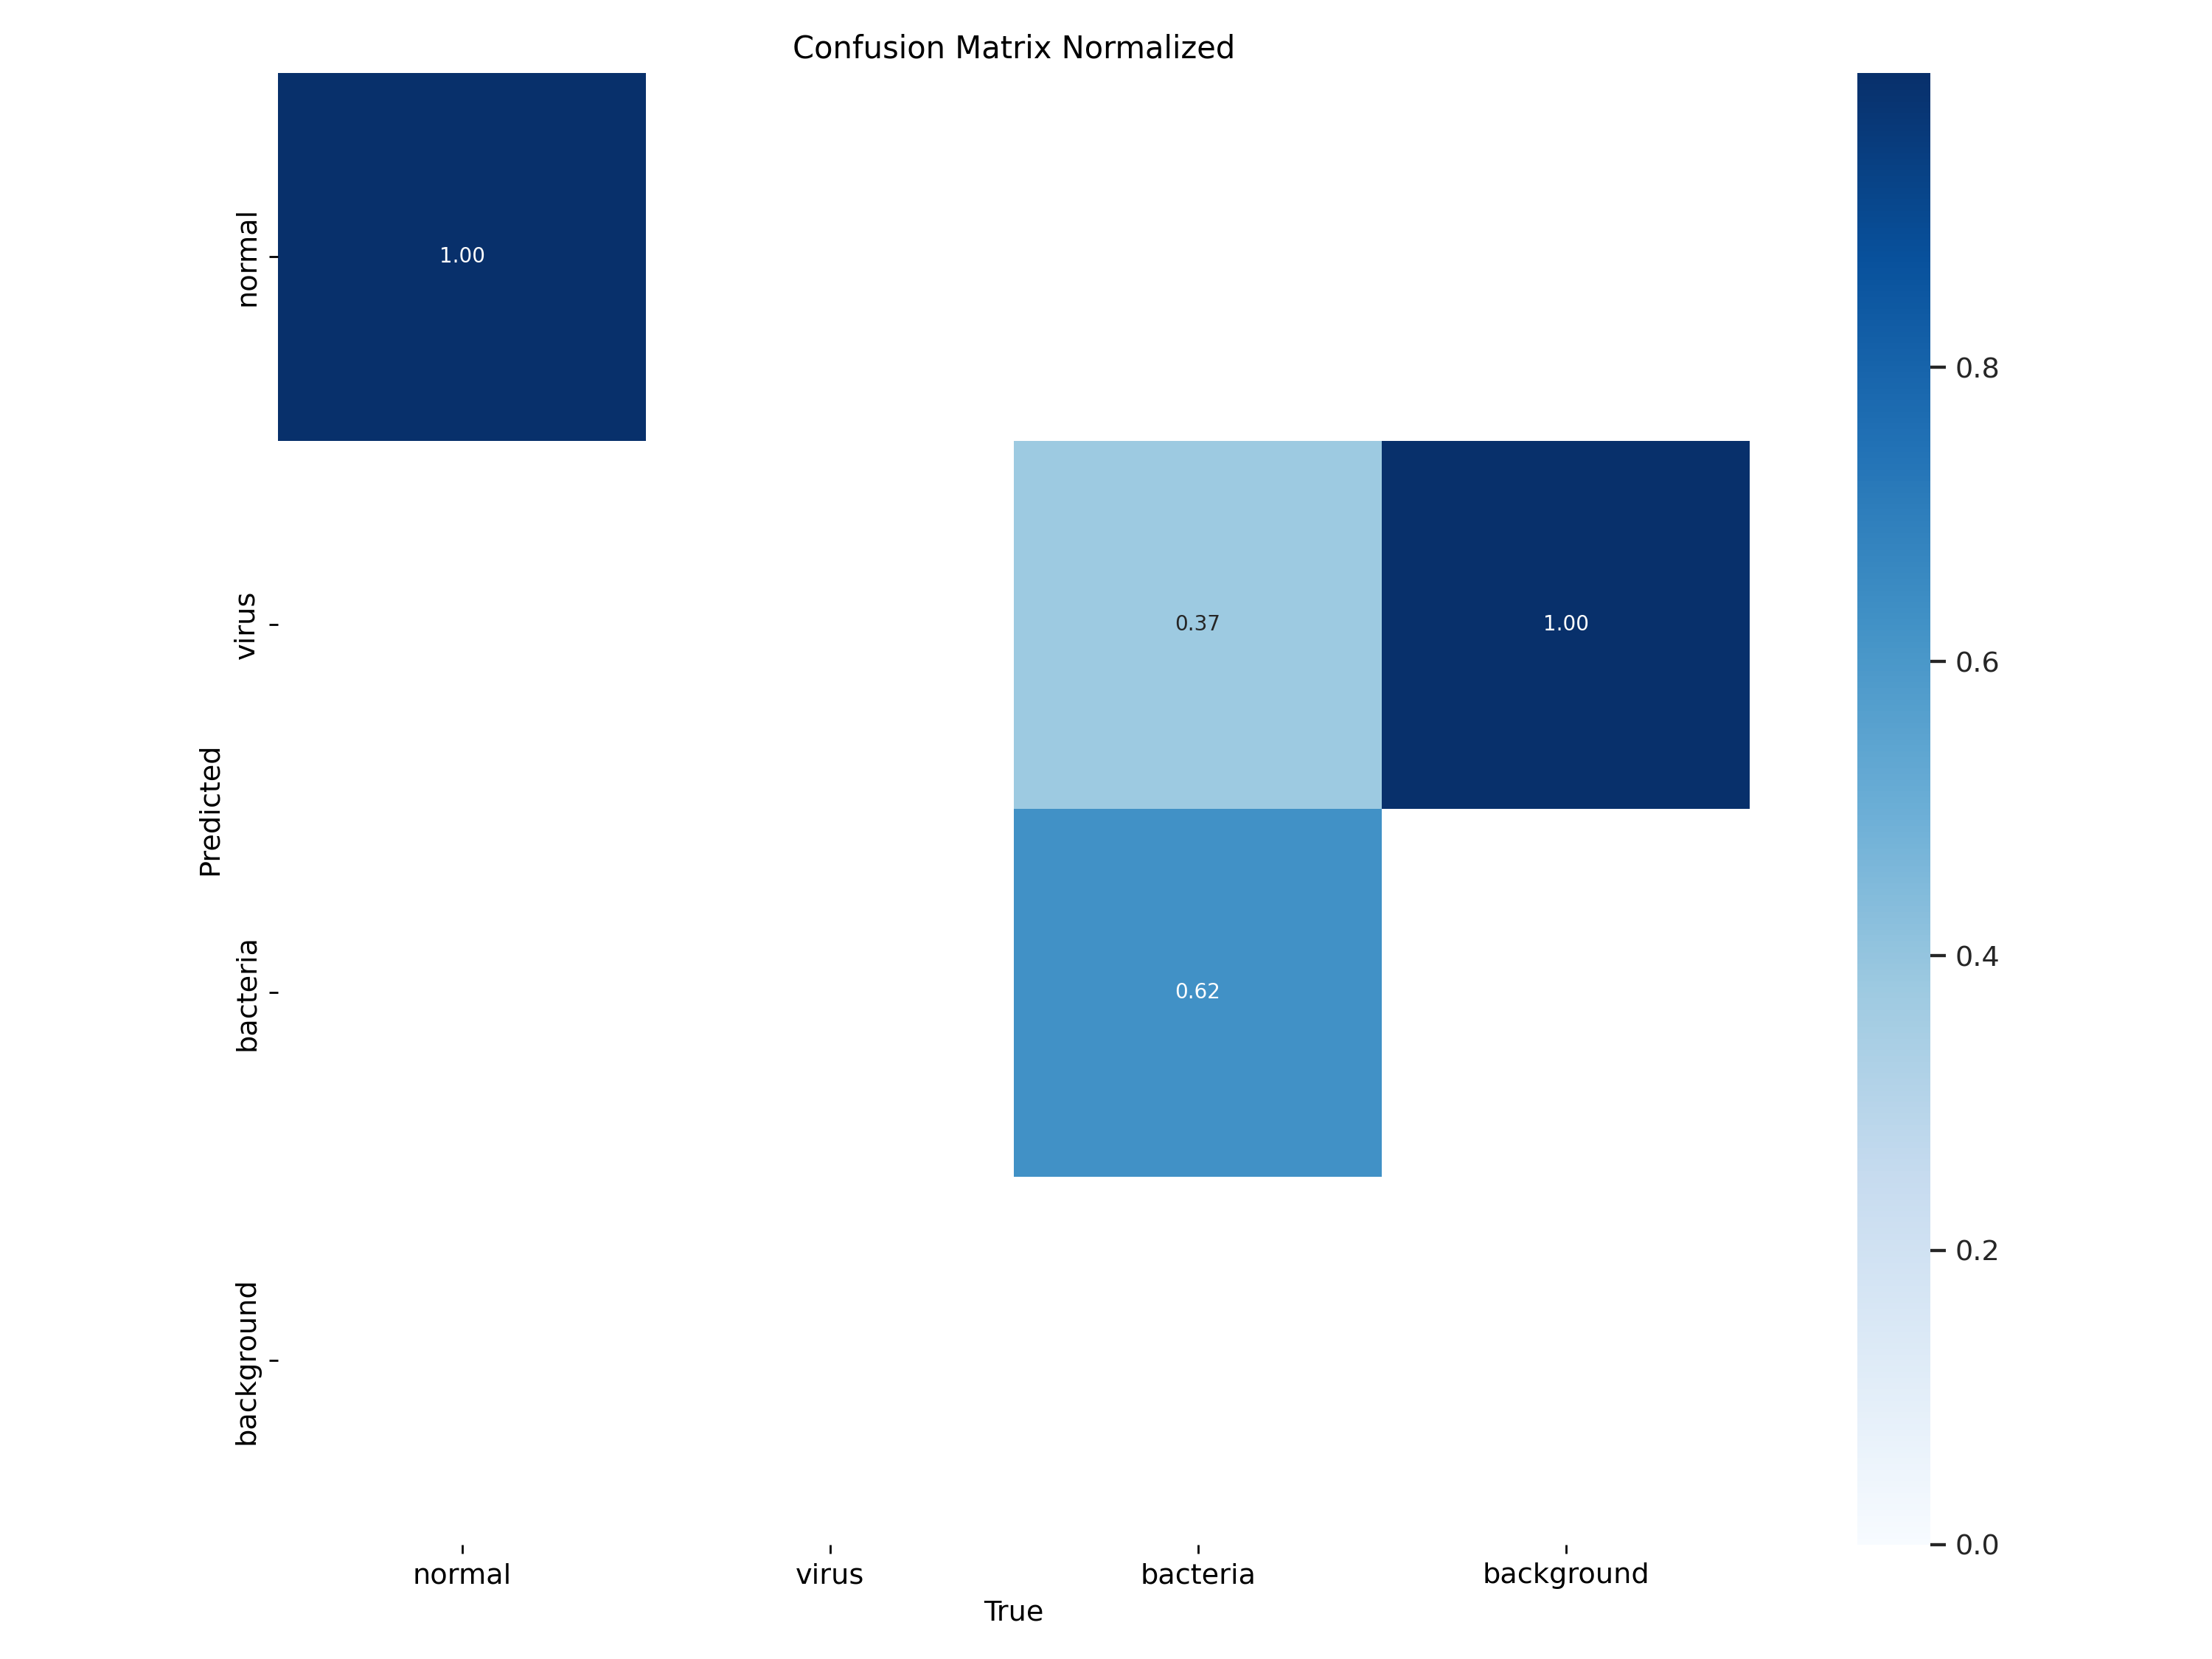 Confusion Matrix Normalized
normal
1.00
0.8
virus
0.37
1.00
0.6
Predicted
bacteria
0.62
0.4
background
0.2
0.0
normal
virus
bacteria
background
True